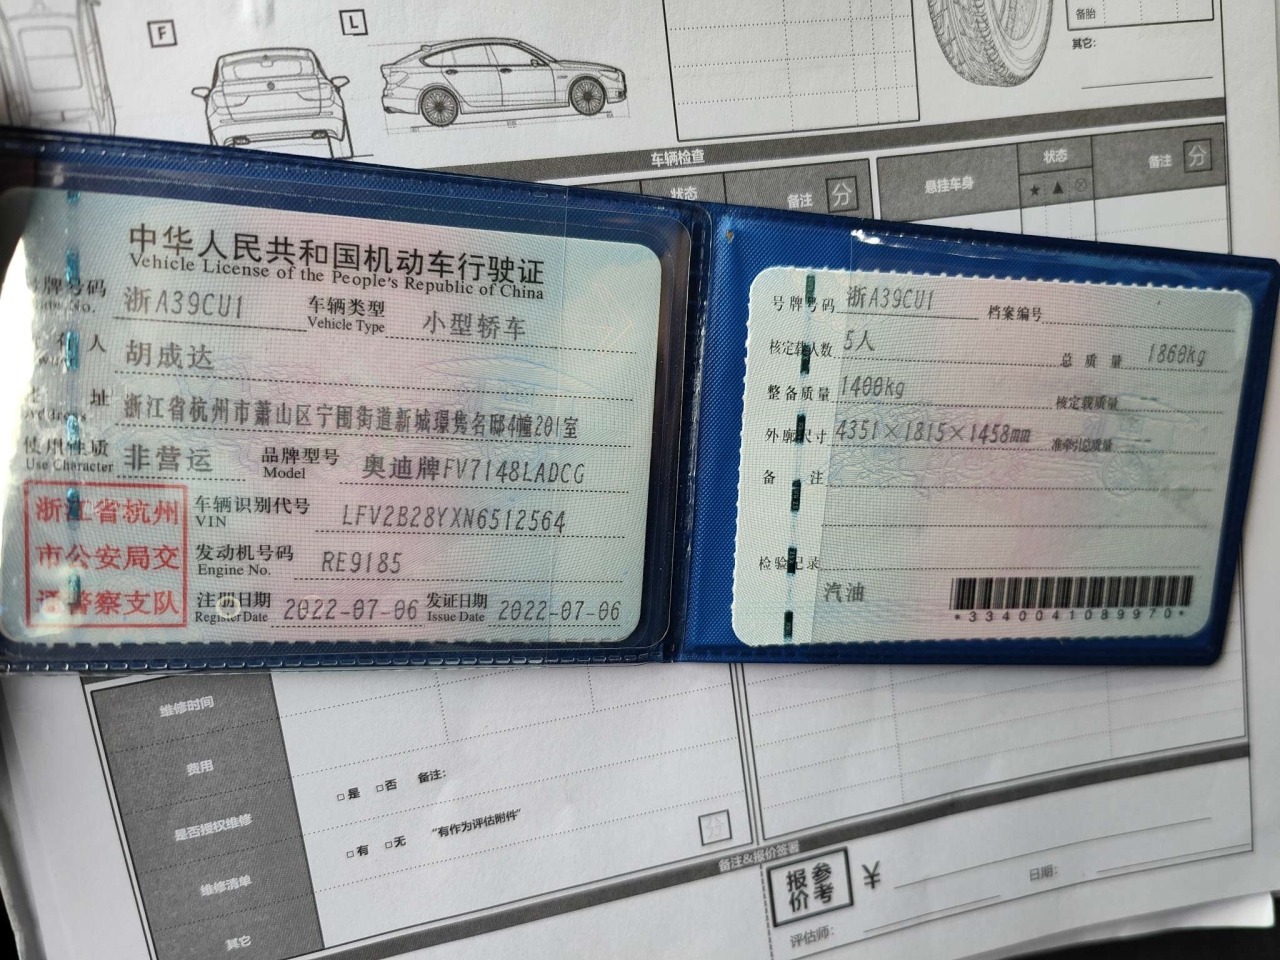 F
L
备胎
其它：
车辆检查
状态
备注
分
悬挂车身
状态
★ ▲ ⊗
备注
分
中华人民共和国机动车行驶证
Vehicle License of the People's Republic of China
号牌号码
No.
浙A39CU1
车辆类型
Vehicle Type
小型轿车
人
胡成达
址
浙江省杭州市萧山区宁围街道新城璟隽名邸4幢201室
使用性质
Use Character
非营运
品牌型号
Model
奥迪牌FV7148LADCG
浙江省杭州
市公安局交
通警察支队
车辆识别代号
VIN
LFV2B28YXN6512564
发动机号码
Engine No.
RE9185
注册日期
Register Date
2022-07-06
发证日期
Issue Date
2022-07-06
号牌号码
浙A39CU1
档案编号
核定载人数
5人
总质量
1860kg
整备质量
1400kg
核定载质量
外廓尺寸
4351×1815×1458mm
准牵引总质量
--
备注
检验记录
汽油
*3340041089970*
维修时间
费用
是否授权维修
□是 □否 备注：
维修清单
□有 □无 “有作为评估附件”
分
其它
备注&报价签署
参考
报价
¥
日期：
评估师：